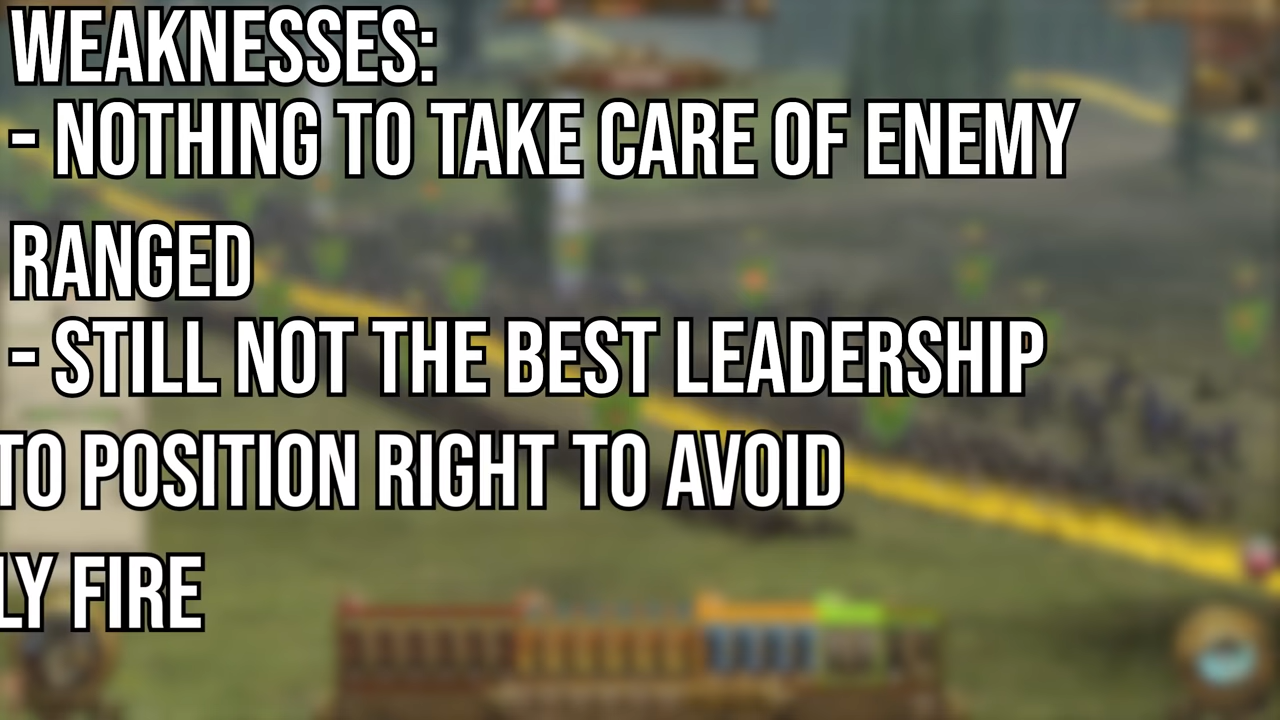 WEAKNESSES:
- NOTHING TO TAKE CARE OF ENEMY
RANGED
- STILL NOT THE BEST LEADERSHIP
TO POSITION RIGHT TO AVOID
LY FIRE